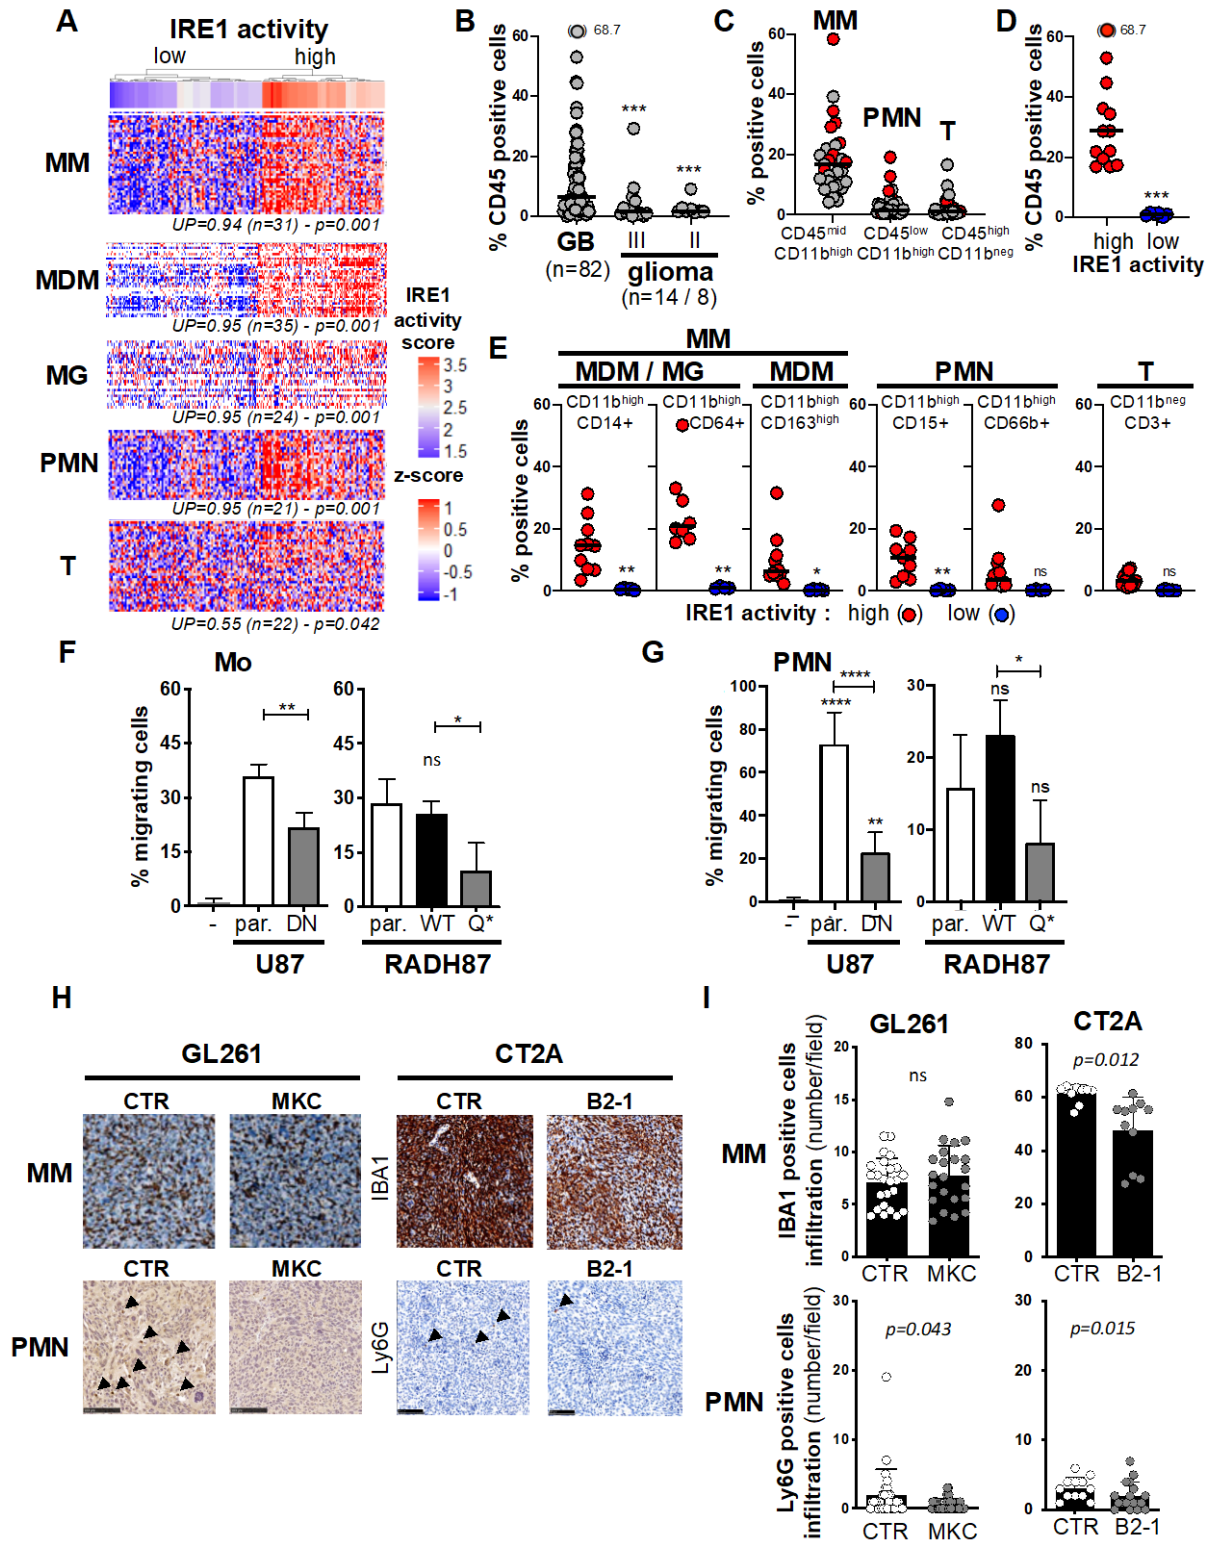 A
IRE1 activity
low
high
MM
UP=0.94 (n=31) - p=0.001
MDM
UP=0.95 (n=35) - p=0.001
MG
UP=0.95 (n=24) - p=0.001
PMN
UP=0.95 (n=21) - p=0.001
T
UP=0.55 (n=22) - p=0.042
IRE1
activity
score
3.5
3
2.5
2
1.5
z-score
1
0.5
0
-0.5
-1
B
% CD45 positive cells
60
40
20
0
68.7
***
***
GB
III
II
(n=82)
glioma
(n=14 / 8)
C
MM
% positive cells
60
40
20
0
PMN
T
CD45mid
CD11bhigh
CD45low
CD11bhigh
CD45high
CD11bneg
D
% CD45 positive cells
60
40
20
0
68.7
***
high
low
IRE1 activity
E
MM
MDM / MG
MDM
PMN
T
CD11bhigh
CD14+
CD11bhigh
CD64+
CD11bhigh
CD163high
CD11bhigh
CD15+
CD11bhigh
CD66b+
CD11bneg
CD3+
% positive cells
60
40
20
0
60
40
20
0
60
40
20
0
**
**
*
**
ns
ns
IRE1 activity : high ( ) low ( )
F
Mo
% migrating cells
60
45
30
15
0
**
-
par.
DN
U87
60
45
30
15
0
ns
*
par.
WT
Q*
RADH87
G
PMN
% migrating cells
100
80
60
40
20
0
****
****
**
-
par.
DN
U87
30
20
10
0
ns
*
ns
par.
WT
Q*
RADH87
H
GL261
CT2A
CTR
MKC
CTR
B2-1
MM
IBA1
CTR
MKC
CTR
B2-1
PMN
Ly6G
I
GL261
CT2A
MM
IBA1 positive cells
infiltration (number/field)
20
15
10
5
0
ns
CTR
MKC
80
60
40
20
0
p=0.012
CTR
B2-1
PMN
Ly6G positive cells
infiltration (number/field)
30
20
10
0
p=0.043
CTR
MKC
30
20
10
0
p=0.015
CTR
B2-1